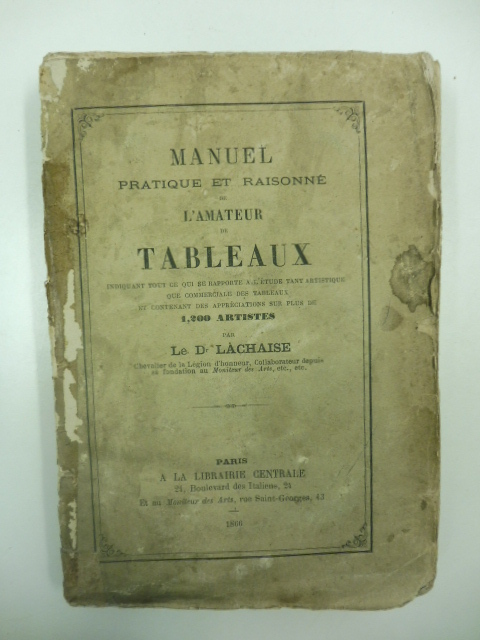 MANUEL
PRATIQUE ET RAISONNÉ
DE
L'AMATEUR
DE
TABLEAUX
INDIQUANT TOUT CE QUI SE RAPPORTE A L'ÉTUDE TANT ARTISTIQUE
QUE COMMERCIALE DES TABLEAUX
ET CONTENANT DES APPRÉCIATIONS SUR PLUS DE
1,200 ARTISTES
PAR
LE Dr LACHAISE
Chevalier de la Légion d'honneur, Collaborateur depuis
sa fondation au Moniteur des Arts, etc., etc.
PARIS
A LA LIBRAIRIE CENTRALE
24, Boulevard des Italiens, 24
Et au Moniteur des Arts, rue Saint-Georges,
1866